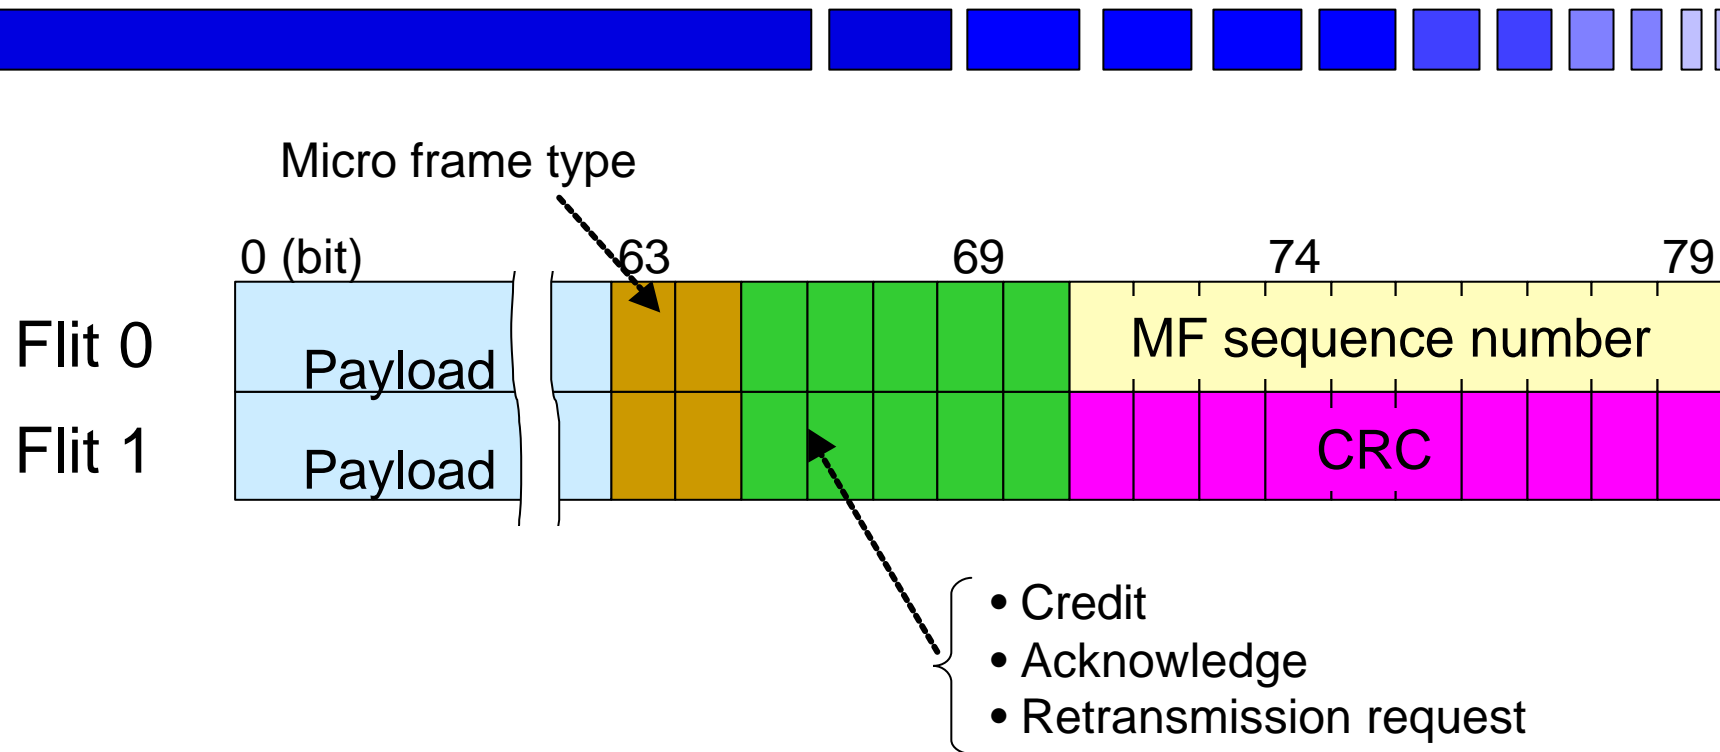 Micro frame type
0 (bit) 63 69 74 79
Flit 0 Payload MF sequence number
Flit 1 Payload CRC
• Credit
• Acknowledge
• Retransmission request